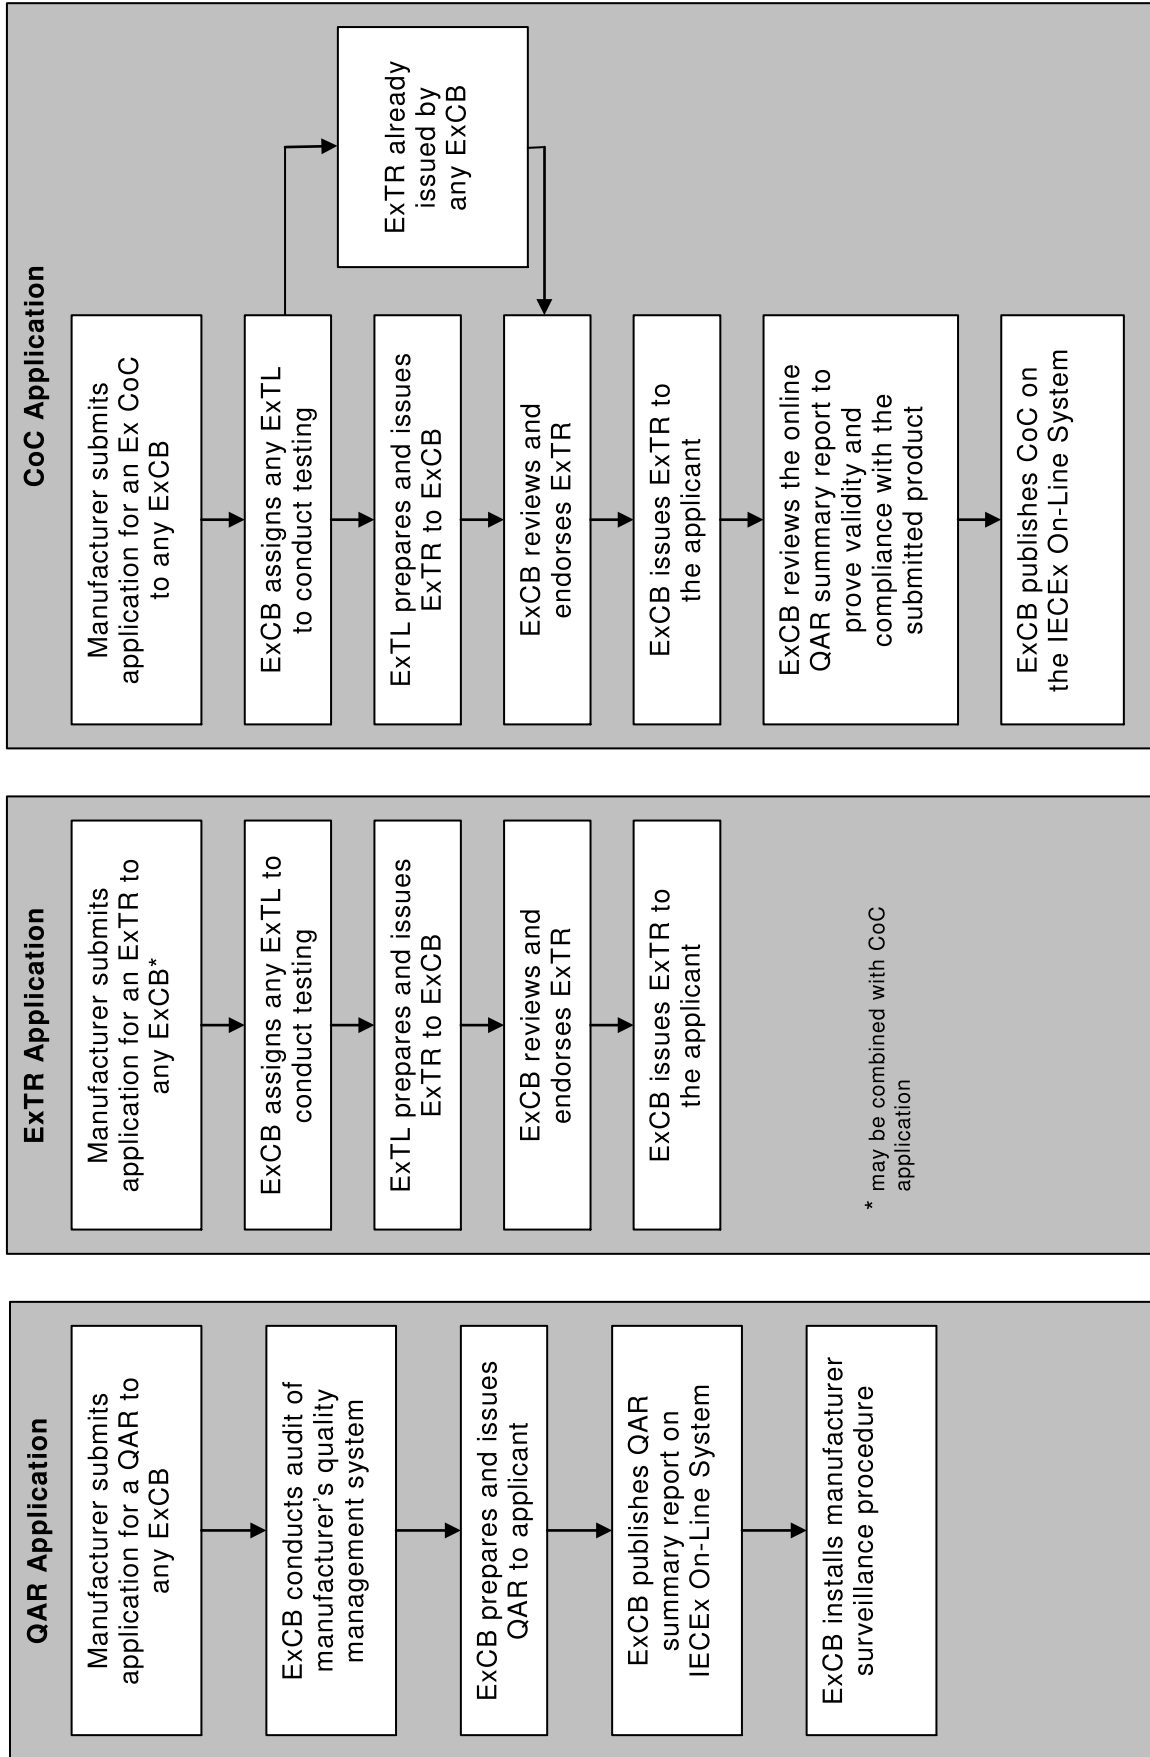 QAR Application
Manufacturer submits
application for a QAR to
any ExCB
ExCB conducts audit of
manufacturer’s quality
management system
ExCB prepares and issues
QAR to applicant
ExCB publishes QAR
summary report on
IECEx On-Line System
ExCB installs manufacturer
surveillance procedure
ExTR Application
Manufacturer submits
application for an ExTR to
any ExCB*
ExCB assigns any ExTL to
conduct testing
ExTL prepares and issues
ExTR to ExCB
ExCB reviews and
endorses ExTR
ExCB issues ExTR to
the applicant
* may be combined with CoC
application
CoC Application
Manufacturer submits
application for an Ex CoC
to any ExCB
ExCB assigns any ExTL
to conduct testing
ExTL prepares and issues
ExTR to ExCB
ExCB reviews and
endorses ExTR
ExCB issues ExTR to
the applicant
ExCB reviews the online
QAR summary report to
prove validity and
compliance with the
submitted product
ExCB publishes CoC on
the IECEx On-Line System
ExTR already
issued by
any ExCB